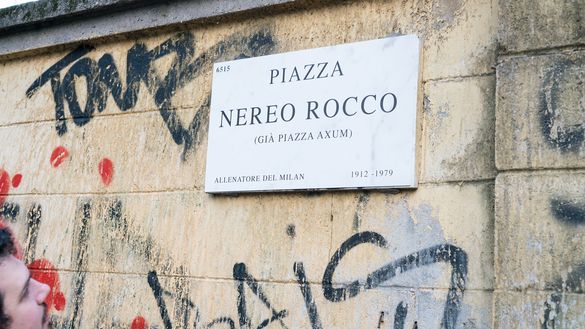 6515
PIAZZA
NEREO ROCCO
(GIÀ PIAZZA AXUM)
ALLENATORE DEL MILAN 1912 - 1979